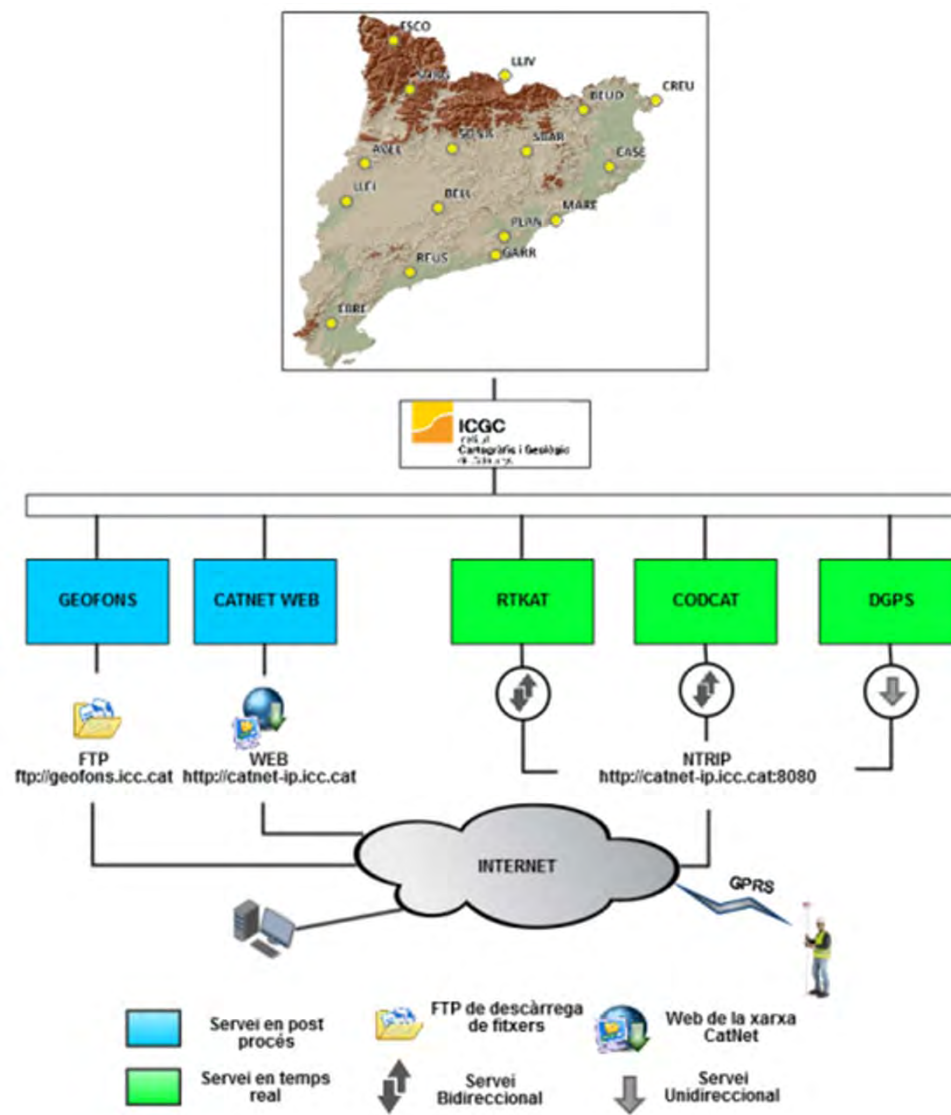 ESCO
SORG
LLIV
CREU
BEUD
SBAR
AVEL
CASE
LLEI
BELL
MARE
PLAN
GARR
REUS
EBRE
ICGC
Cartogràfic i Geològic
GEOFONS
CATNET WEB
RTKAT
CODCAT
DGPS
FTP
ftp://geofons.icc.cat
WEB
http://catnet-ip.icc.cat
NTRIP
http://catnet-ip.icc.cat:8080
INTERNET
GPRS
Servei en post
procés
FTP de descàrrega
de fitxers
Web de la xarxa
CatNet
Servei en temps
real
Servei
Bidireccional
Servei
Unidireccional